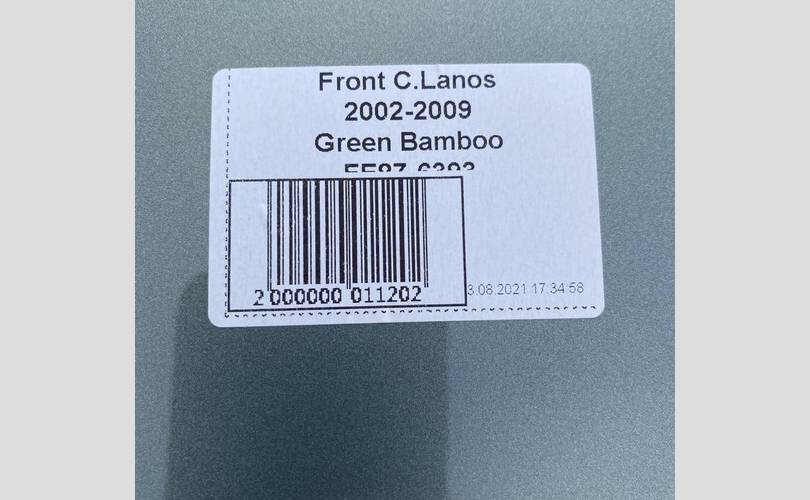 Front C.Lanos
2002-2009
Green Bamboo
2 000000 011202
3.08.2021 17:34:58